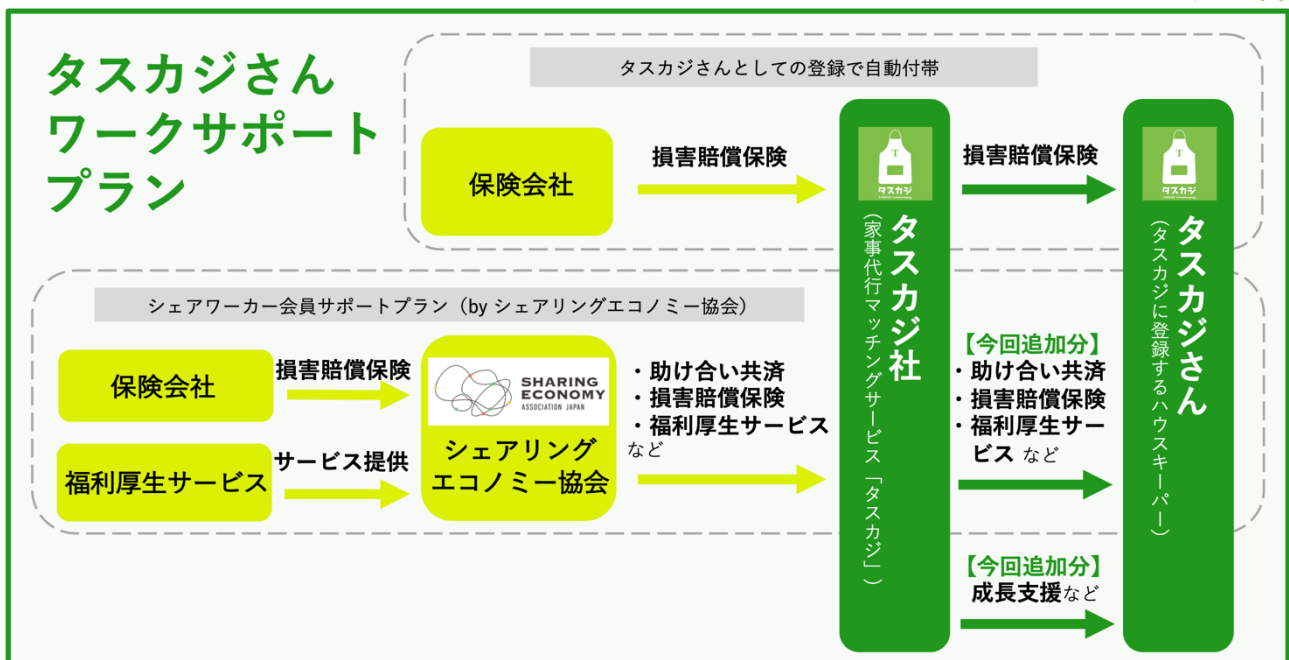 タスカジさん
ワークサポート
プラン
タスカジさんとしての登録で自動付帯
保険会社
損害賠償保険
損害賠償保険
T
タスカジ
T
タスカジ
タスカジ社
（家事代行マッチングサービス「タスカジ」）
タスカジさん
（タスカジに登録するハウスキーパー）
シェアワーカー会員サポートプラン（by シェアリングエコノミー協会）
保険会社
損害賠償保険
福利厚生サービス
サービス提供
SHARING
ECONOMY
ASSOCIATION JAPAN
シェアリング
エコノミー協会
・助け合い共済
・損害賠償保険
・福利厚生サービス
など
【今回追加分】
・助け合い共済
・損害賠償保険
・福利厚生サー
ビス など
【今回追加分】
成長支援など